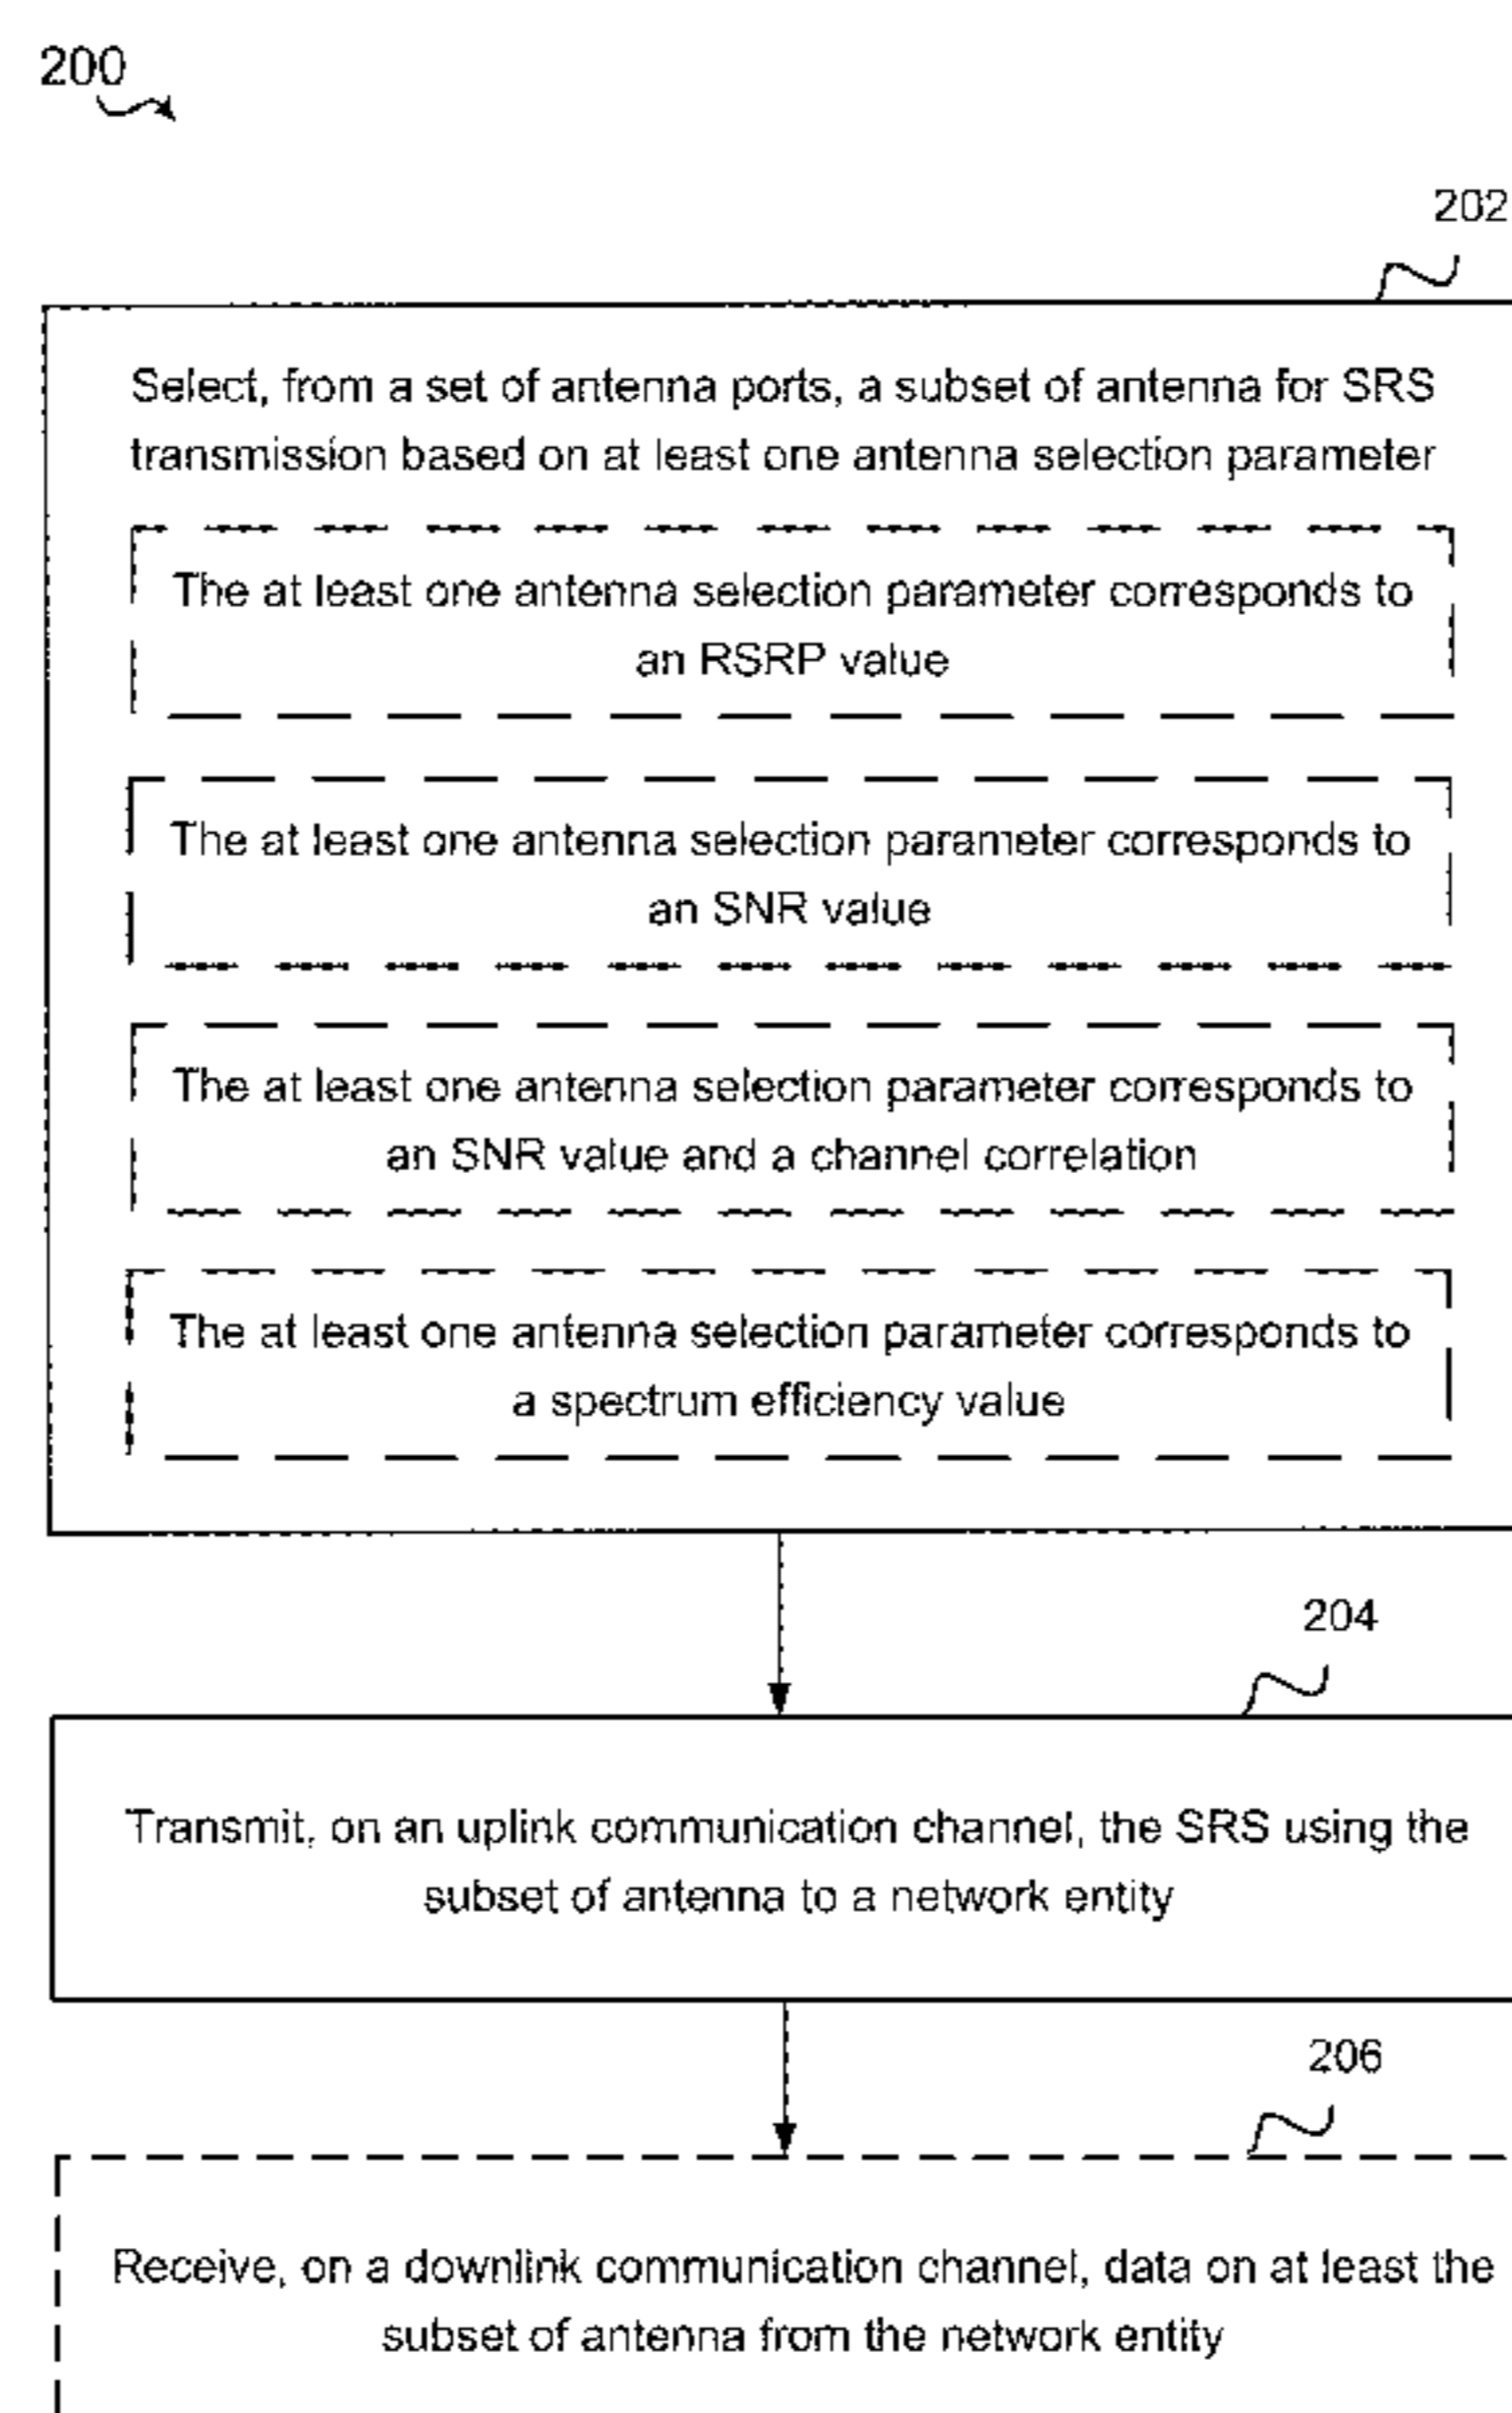 200
202
Select, from a set of antenna ports, a subset of antenna for SRS
transmission based on at least one antenna selection parameter
The at least one antenna selection parameter corresponds to
an RSRP value
The at least one antenna selection parameter corresponds to
an SNR value
The at least one antenna selection parameter corresponds to
an SNR value and a channel correlation
The at least one antenna selection parameter corresponds to
a spectrum efficiency value
204
Transmit, on an uplink communication channel, the SRS using the
subset of antenna to a network entity
206
Receive, on a downlink communication channel, data on at least the
subset of antenna from the network entity